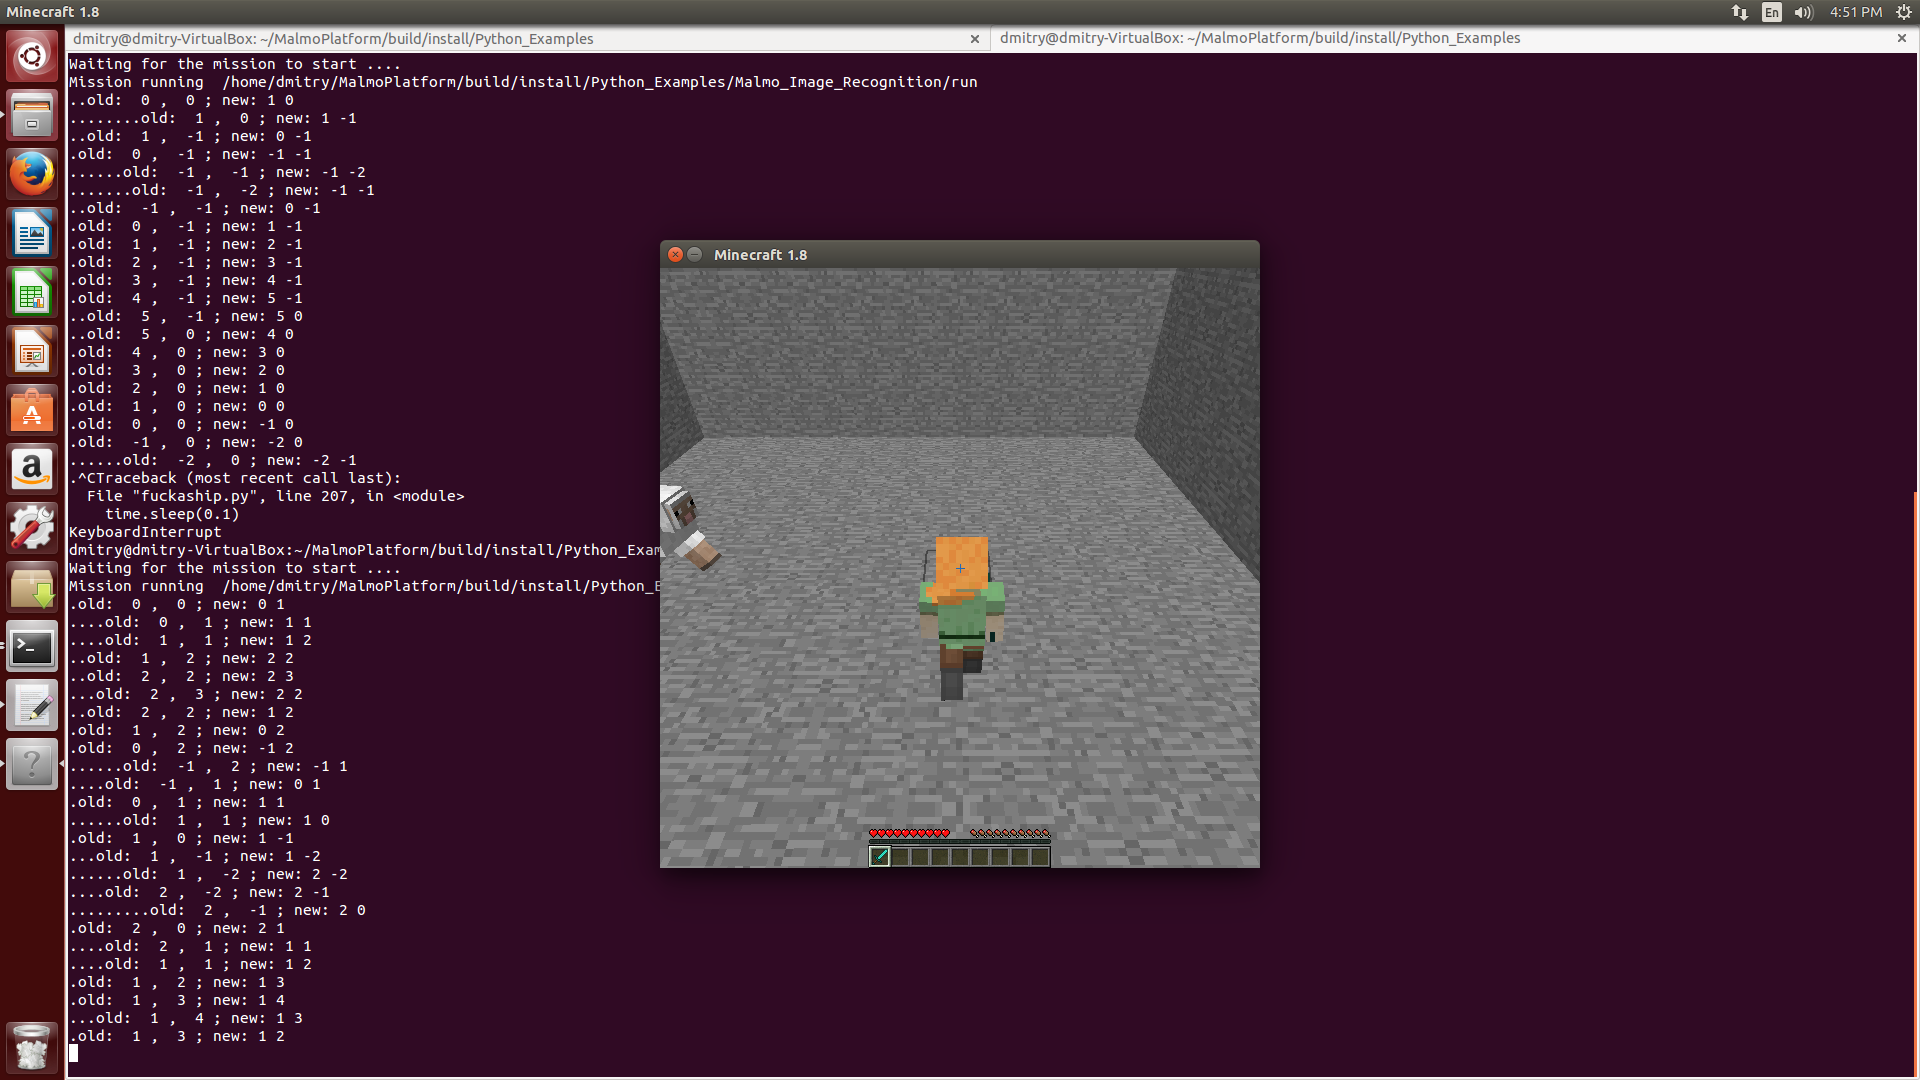 Minecraft 1.8
En
4:51 PM
dmitry@dmitry-VirtualBox: ~/MalmoPlatform/build/install/Python_Examples
dmitry@dmitry-VirtualBox: ~/MalmoPlatform/build/install/Python_Examples
Waiting for the mission to start ....
Mission running  /home/dmitry/MalmoPlatform/build/install/Python_Examples/Malmo_Image_Recognition/run
..old:  0 ,  0 ; new: 1 0
........old:  1 ,  0 ; new: 1 -1
..old:  1 ,  -1 ; new: 0 -1
.old:  0 ,  -1 ; new: -1 -1
......old:  -1 ,  -1 ; new: -1 -2
.......old:  -1 ,  -2 ; new: -1 -1
..old:  -1 ,  -1 ; new: 0 -1
.old:  0 ,  -1 ; new: 1 -1
.old:  1 ,  -1 ; new: 2 -1
.old:  2 ,  -1 ; new: 3 -1
.old:  3 ,  -1 ; new: 4 -1
.old:  4 ,  -1 ; new: 5 -1
..old:  5 ,  -1 ; new: 5 0
..old:  5 ,  0 ; new: 4 0
.old:  4 ,  0 ; new: 3 0
.old:  3 ,  0 ; new: 2 0
.old:  2 ,  0 ; new: 1 0
.old:  1 ,  0 ; new: 0 0
.old:  0 ,  0 ; new: -1 0
.old:  -1 ,  0 ; new: -2 0
......old:  -2 ,  0 ; new: -2 -1
.^CTraceback (most recent call last):
  File "fuckaship.py", line 207, in <module>
    time.sleep(0.1)
KeyboardInterrupt
dmitry@dmitry-VirtualBox:~/MalmoPlatform/build/install/Python_Exam
Waiting for the mission to start ....
Mission running  /home/dmitry/MalmoPlatform/build/install/Python_E
.old:  0 ,  0 ; new: 0 1
....old:  0 ,  1 ; new: 1 1
....old:  1 ,  1 ; new: 1 2
..old:  1 ,  2 ; new: 2 2
..old:  2 ,  2 ; new: 2 3
...old:  2 ,  3 ; new: 2 2
..old:  2 ,  2 ; new: 1 2
.old:  1 ,  2 ; new: 0 2
.old:  0 ,  2 ; new: -1 2
......old:  -1 ,  2 ; new: -1 1
....old:  -1 ,  1 ; new: 0 1
.old:  0 ,  1 ; new: 1 1
......old:  1 ,  1 ; new: 1 0
.old:  1 ,  0 ; new: 1 -1
...old:  1 ,  -1 ; new: 1 -2
......old:  1 ,  -2 ; new: 2 -2
....old:  2 ,  -2 ; new: 2 -1
.........old:  2 ,  -1 ; new: 2 0
.old:  2 ,  0 ; new: 2 1
....old:  2 ,  1 ; new: 1 1
....old:  1 ,  1 ; new: 1 2
.old:  1 ,  2 ; new: 1 3
.old:  1 ,  3 ; new: 1 4
...old:  1 ,  4 ; new: 1 3
.old:  1 ,  3 ; new: 1 2
Minecraft 1.8